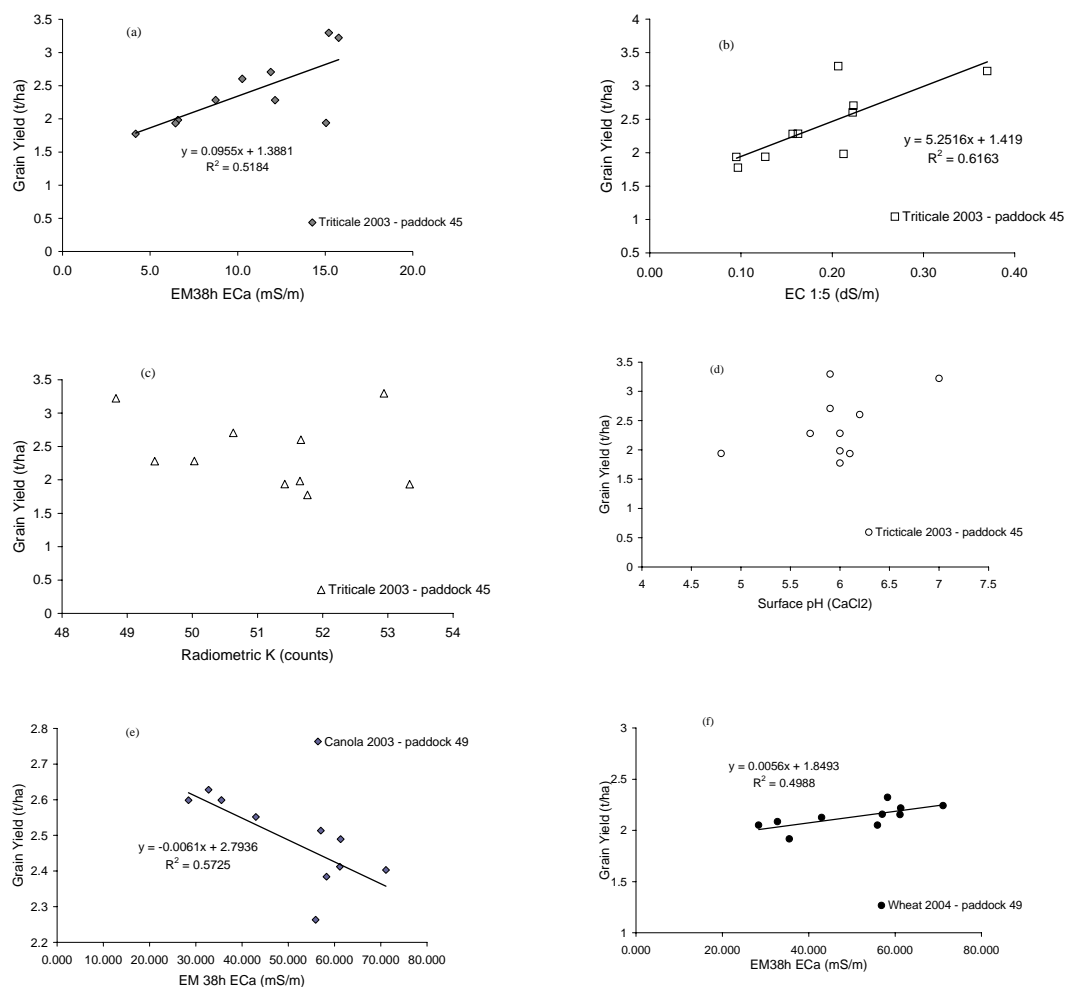 (a)
3.5
3
2.5
2
1.5
1
0.5
0
y = 0.0955x + 1.3881
R2 = 0.5184
Triticale 2003 - paddock 45
0.0 5.0 10.0 15.0 20.0
EM38h ECa (mS/m)
Grain Yield (t/ha)
(b)
4
3.5
3
2.5
2
1.5
1
0.5
y = 5.2516x + 1.419
R2 = 0.6163
Triticale 2003 - paddock 45
0.00 0.10 0.20 0.30 0.40
EC 1:5 (dS/m)
Grain Yield (t/ha)
(c)
3.5
3
2.5
2
1.5
1
0.5
0
Triticale 2003 - paddock 45
48 49 50 51 52 53 54
Radiometric K (counts)
Grain Yield (t/ha)
(d)
3.5
3
2.5
2
1.5
1
0.5
0
Tricticale 2003 - paddock 45
4 4.5 5 5.5 6 6.5 7 7.5
Surface pH (CaCl2)
Grain Yield (t/ha)
(e)
2.8
2.7
2.6
2.5
2.4
2.3
2.2
Canola 2003 - paddock 49
y = -0.0061x + 2.7936
R2 = 0.5725
0.000 10.000 20.000 30.000 40.000 50.000 60.000 70.000 80.000
EM 38h ECa (mS/m)
Grain Yield (t/ha)
(f)
3
2.5
2
1.5
1
y = 0.0056x + 1.8493
R2 = 0.4988
Wheat 2004 - paddock 49
0.000 20.000 40.000 60.000 80.000
EM38h ECa (mS/m)
Grain Yield (t/ha)